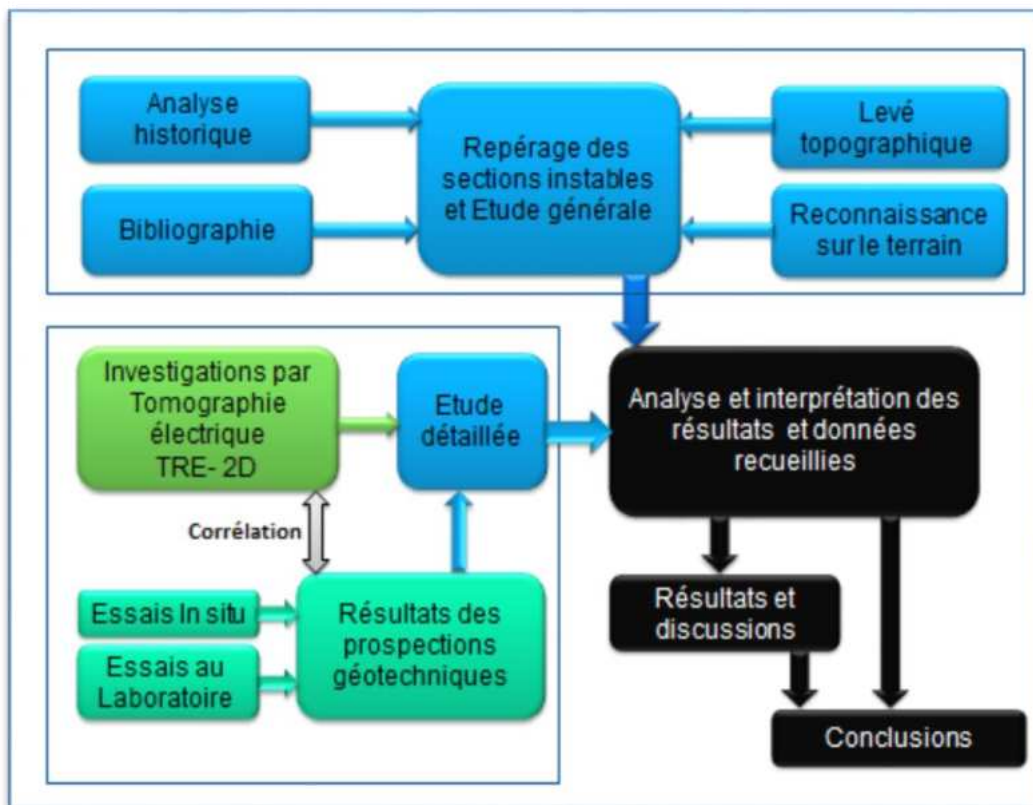 Analyse
historique
Bibliographie
Repérage des
sections instables
et Etude générale
Levé
topographique
Reconnaissance
sur le terrain
Investigations par
Tomographie
électrique
TRE- 2D
Etude
détaillée
Analyse et interprétation des
résultats et données
recueillies
Corrélation
Essais In situ
Essais au
Laboratoire
Résultats des
prospections
géotechniques
Résultats et
discussions
Conclusions